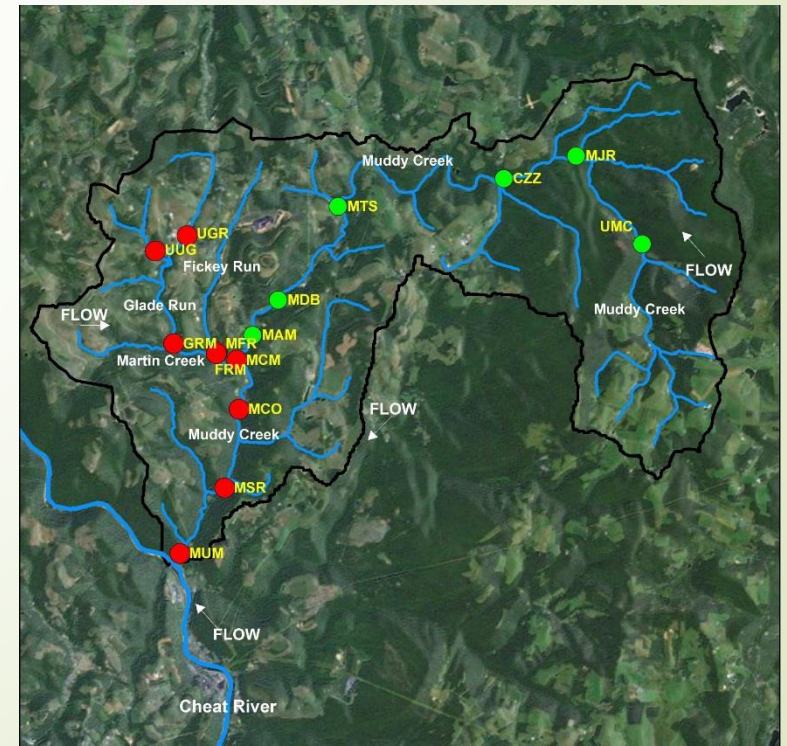 Muddy Creek
CZZ
MJR
MTS
UMC
UGR
UUG
Fickey Run
FLOW
MDB
Glade Run
Muddy Creek
FLOW
GRM
MFR
MAM
Martin Creek
FRM
MCM
MCO
FLOW
Muddy Creek
MSR
MUM
FLOW
Cheat River